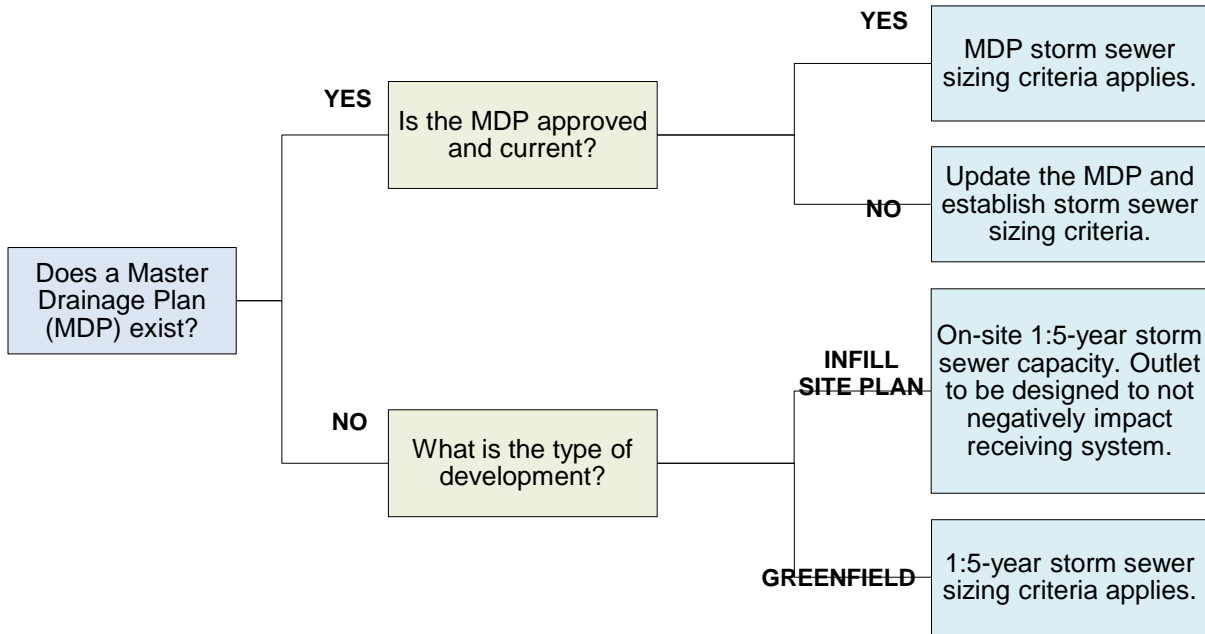 Does a Master
Drainage Plan
(MDP) exist?
YES
Is the MDP approved
and current?
YES
MDP storm sewer
sizing criteria applies.
NO
Update the MDP and
establish storm sewer
sizing criteria.
NO
What is the type of
development?
INFILL
SITE PLAN
On-site 1:5-year storm
sewer capacity. Outlet
to be designed to not
negatively impact
receiving system.
GREENFIELD
1:5-year storm sewer
sizing criteria applies.